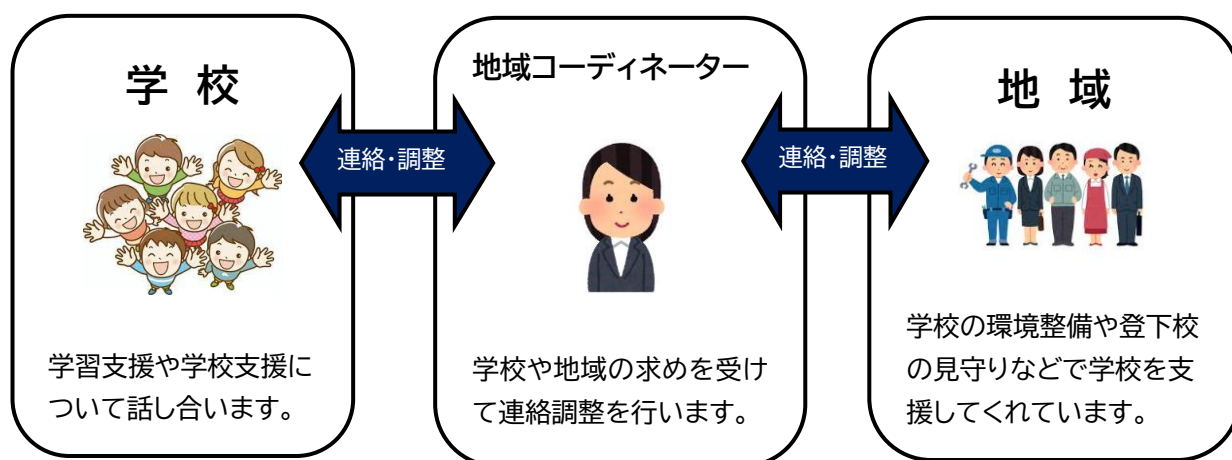 学校
学習支援や学校支援に
ついて話し合います。
連絡・調整
地域コーディネーター
学校や地域の求めを受け
て連絡調整を行います。
連絡・調整
地域
学校の環境整備や登下校
の見守りなどで学校を支
援してくれています。